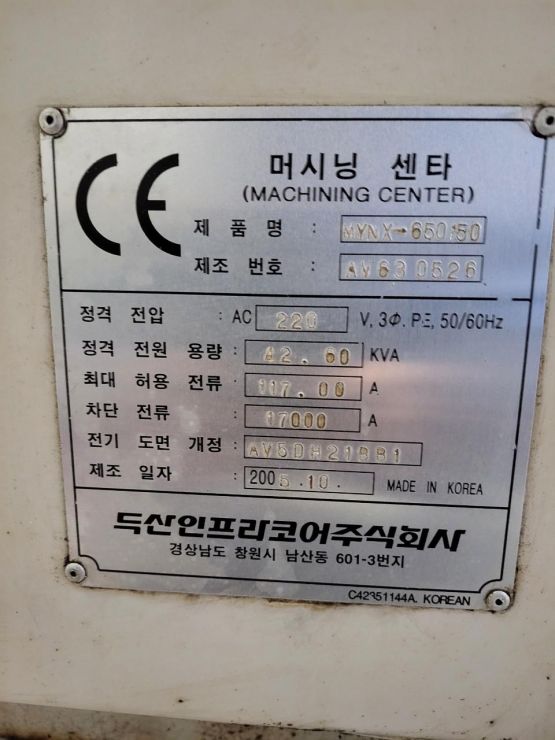 CE
머시닝 센타
(MACHINING CENTER)
제 품 명 : MYNX-650/50
제조 번호 : AV630526
정격 전압 : AC 220 V, 3Φ. P.E, 50/60Hz
정격 전원 용량 : 42.60 KVA
최대 허용 전류 : 117.00 A
차단 전류 : 17000 A
전기 도면 개정 : AV5DH21BB1
제조 일자 : 2005.10. MADE IN KOREA
두산인프라코어주식회사
경상남도 창원시 남산동 601-3번지
C42351144A. KOREAN